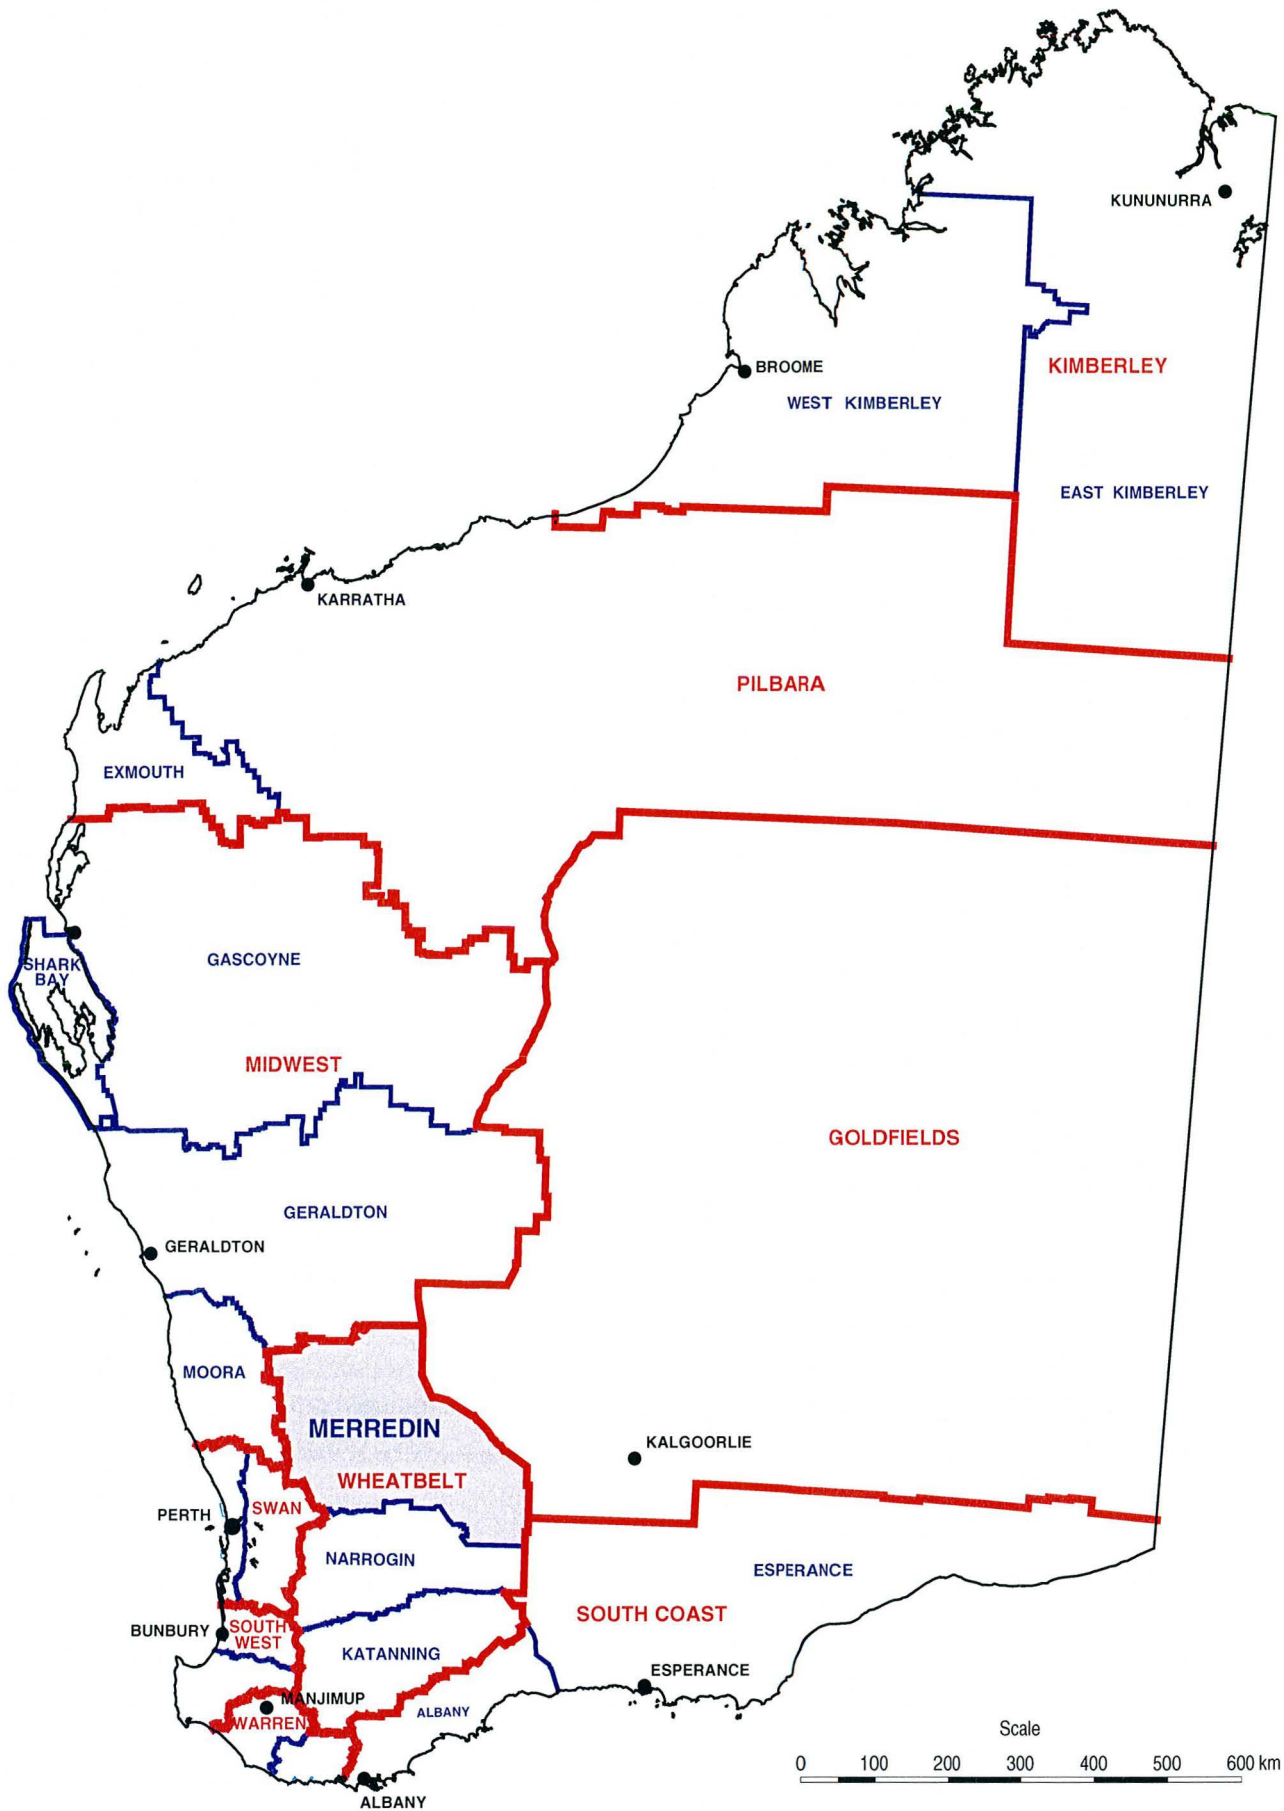 KUNUNURRA
KIMBERLEY
BROOME
WEST KIMBERLEY
EAST KIMBERLEY
KARRATHA
PILBARA
EXMOUTH
GASCOYNE
SHARK
BAY
MIDWEST
GOLDFIELDS
GERALDTON
GERALDTON
MOORA
MERREDIN
KALGOORLIE
WHEATBELT
SWAN
PERTH
NARROGIN
ESPERANCE
SOUTH COAST
BUNBURY
SOUTH
WEST
KATANNING
ESPERANCE
MANJIMUP
ALBANY
WARREN
Scale
0 100 200 300 400 500 600 km
ALBANY